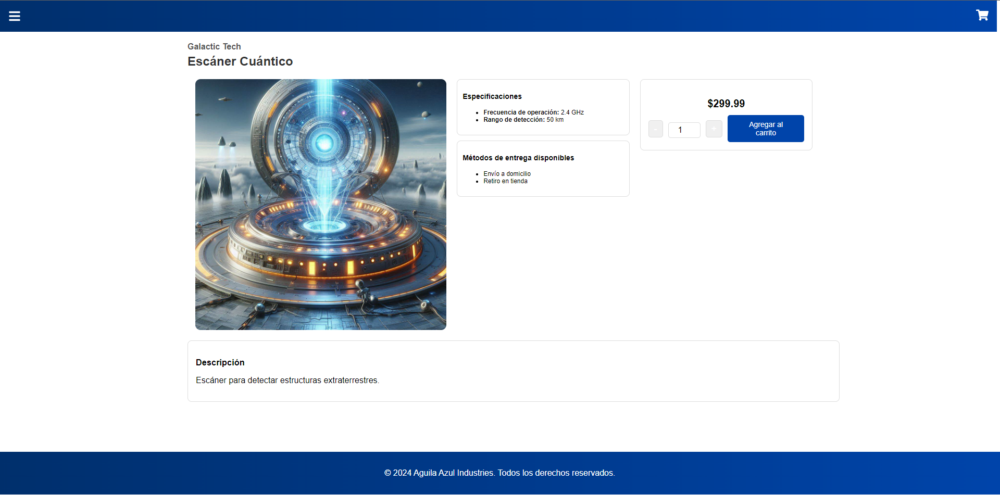 Galactic Tech
Escáner Cuántico
Especificaciones
Frecuencia de operación: 2.4 GHz
Rango de detección: 50 km
Métodos de entrega disponibles
Envío a domicilio
Retiro en tienda
$299.99
- 1 + Agregar al
carrito
Descripción
Escáner para detectar estructuras extraterrestres.
© 2024 Aguila Azul Industries. Todos los derechos reservados.